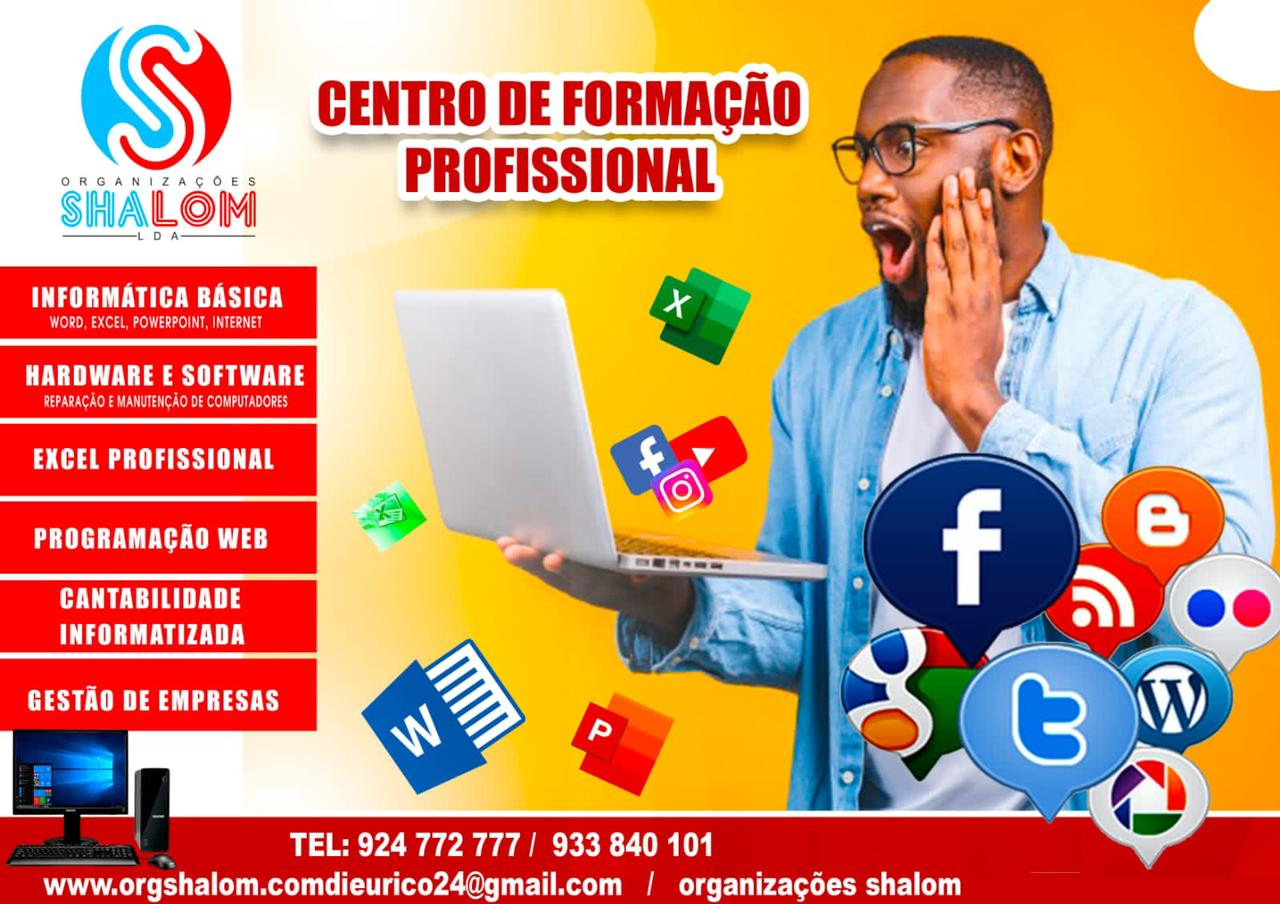 ORGANIZAÇÕES
SHALOM
LDA
CENTRO DE FORMAÇÃO
PROFISSIONAL
INFORMÁTICA BÁSICA
WORD, EXCEL, POWERPOINT, INTERNET
HARDWARE E SOFTWARE
REPARAÇÃO E MANUTENÇÃO DE COMPUTADORES
EXCEL PROFISSIONAL
PROGRAMAÇÃO WEB
CANTABILIDADE
INFORMATIZADA
GESTÃO DE EMPRESAS
TEL: 924 772 777 / 933 840 101
www.orgshalom.comdieurico24@gmail.com / organizações shalom